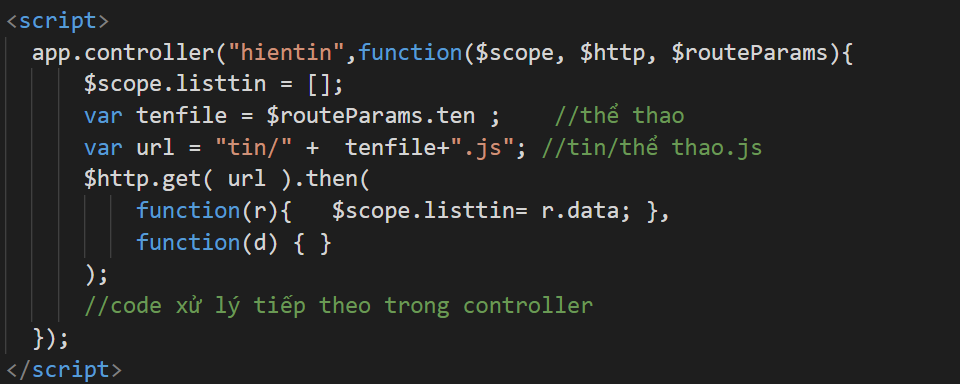 <script>
app.controller("hientin",function($scope, $http, $routeParams){
$scope.listtin = [];
var tenfile = $routeParams.ten ; //thể thao
var url = "tin/" + tenfile+".js"; //tin/thể thao.js
$http.get( url ).then(
function(r){ $scope.listtin= r.data; },
function(d) { }
);
//code xử lý tiếp theo trong controller
});
</script>